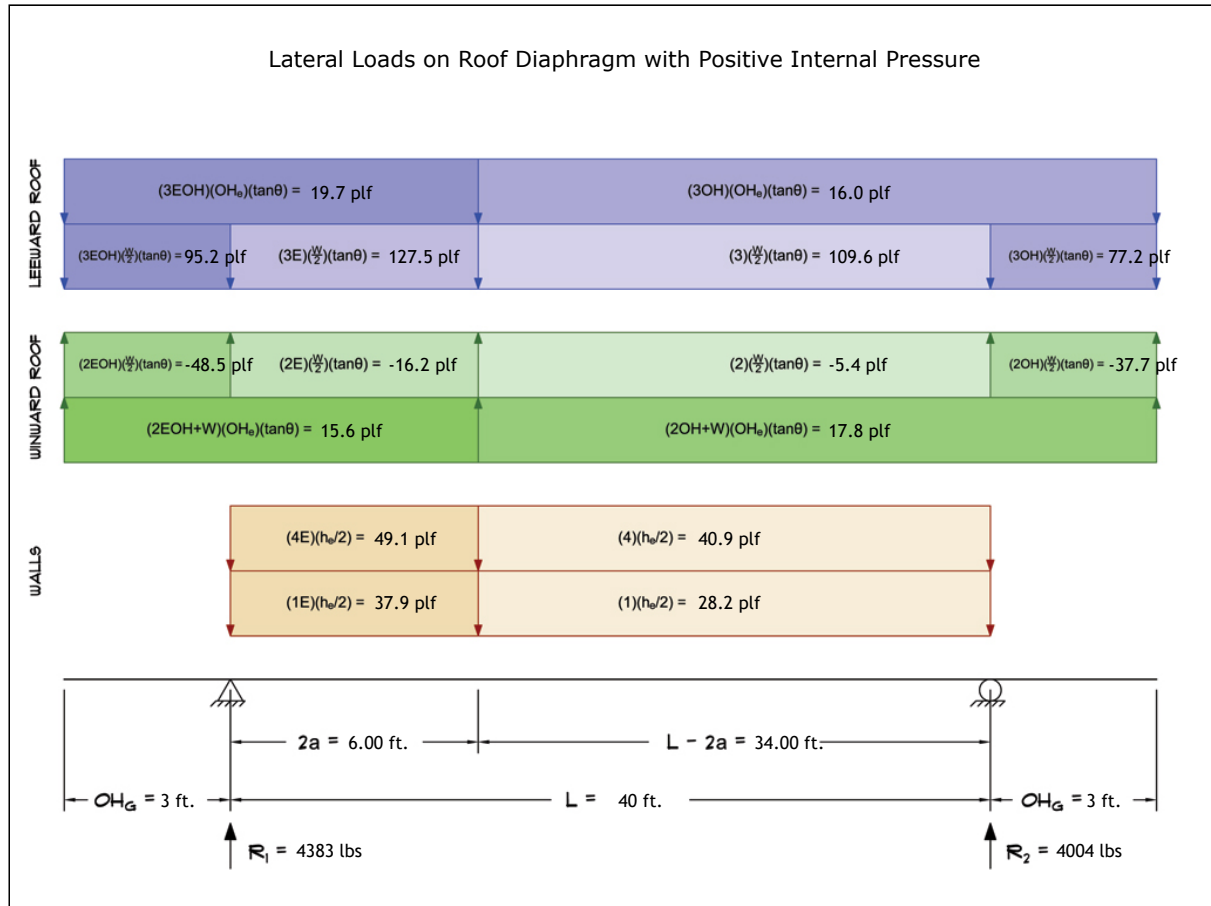 Lateral Loads on Roof Diaphragm with Positive Internal Pressure
LEEWARD ROOF
(3EOH)(OHₑ)(tanθ) = 19.7 plf
(3OH)(OHₑ)(tanθ) = 16.0 plf
(3EOH)(W/2)(tanθ) = 95.2 plf
(3E)(W/2)(tanθ) = 127.5 plf
(3)(W/2)(tanθ) = 109.6 plf
(3OH)(W/2)(tanθ) = 77.2 plf
WINWARD ROOF
(2EOH)(W/2)(tanθ) = -48.5 plf
(2E)(W/2)(tanθ) = -16.2 plf
(2)(W/2)(tanθ) = -5.4 plf
(2OH)(W/2)(tanθ) = -37.7 plf
(2EOH+W)(OHₑ)(tanθ) = 15.6 plf
(2OH+W)(OHₑ)(tanθ) = 17.8 plf
WALLS
(4E)(hₑ/2) = 49.1 plf
(4)(hₑ/2) = 40.9 plf
(1E)(hₑ/2) = 37.9 plf
(1)(hₑ/2) = 28.2 plf
2a = 6.00 ft.
L - 2a = 34.00 ft.
OH_G = 3 ft.
L = 40 ft.
OH_G = 3 ft.
R₁ = 4383 lbs
R₂ = 4004 lbs